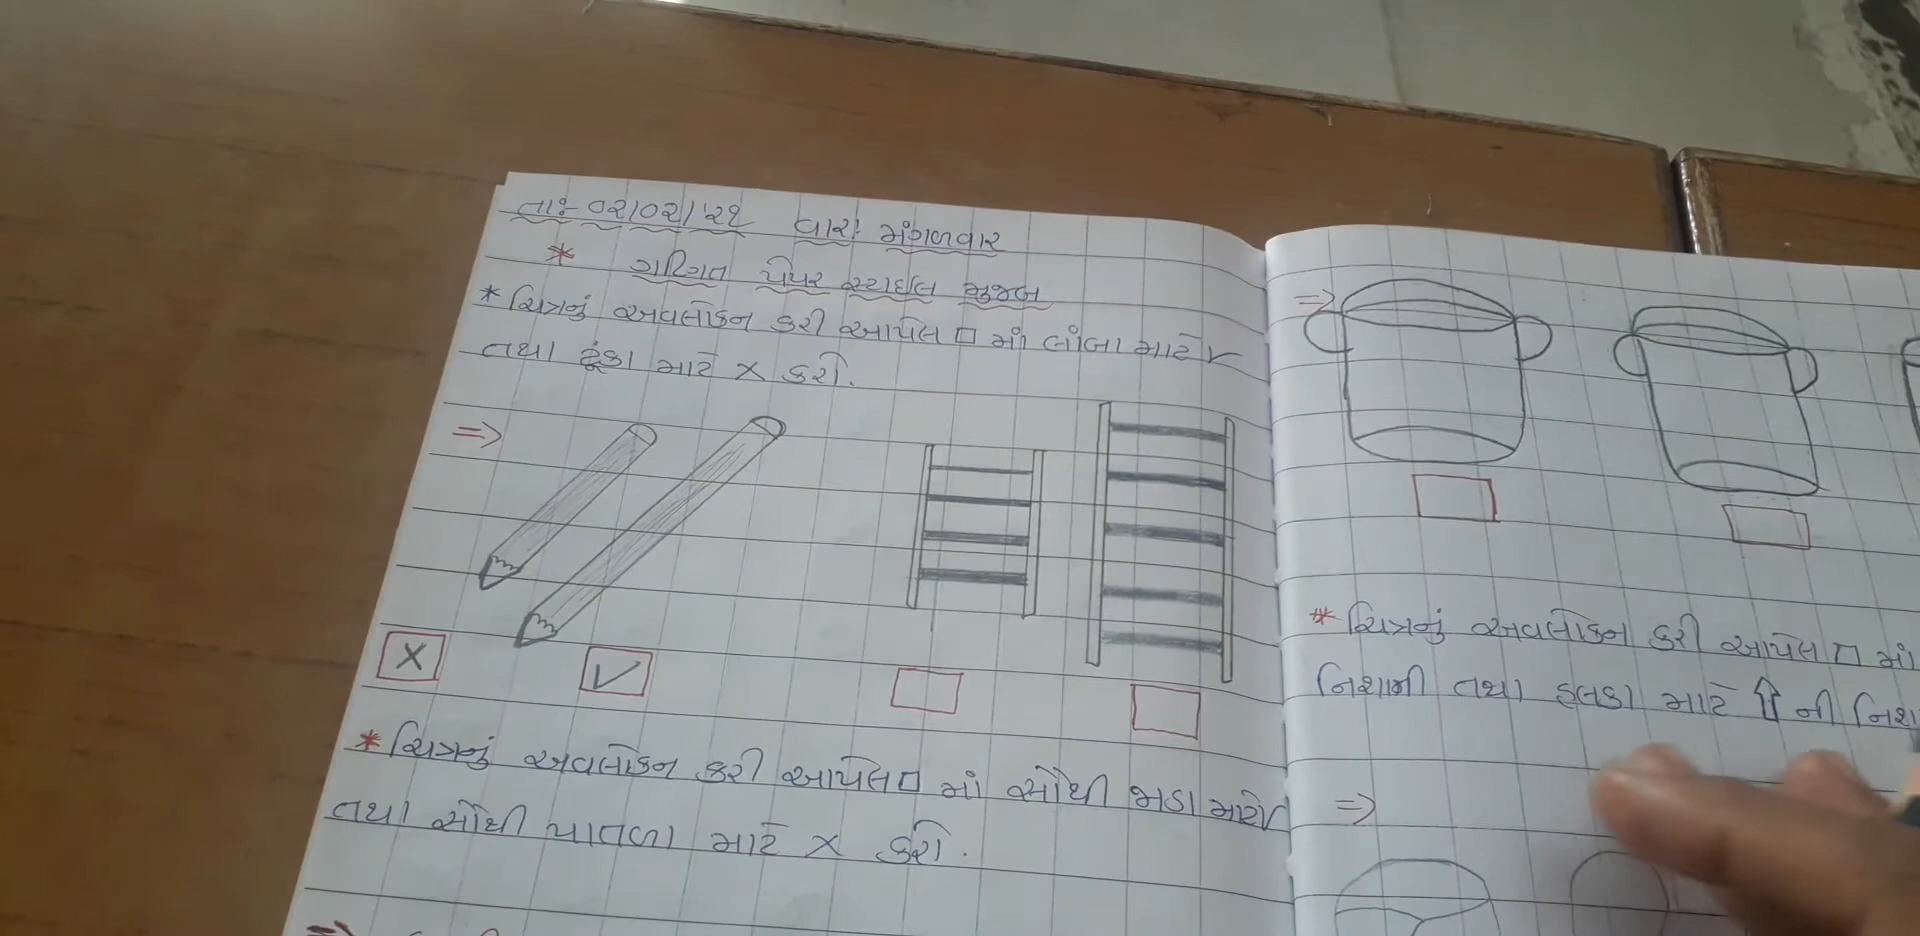 તાઃ- ૦૨/૦૨/'૨૧ વારઃ મંગળવાર
* ગણિત પેપર સ્ટાઈલ મુજબ
* ચિત્રનું અવલોકન કરી આપેલ □ માં લાંબા માટે ✓
તથા ટૂંકા માટે × કરો.
⇒
× ✓
* ચિત્રનું અવલોકન કરી આપેલ □ માં સૌથી જાડા માટે ✓
તથા સૌથી પાતળા માટે × કરો.
⇒
⇒
* ચિત્રનું અવલોકન કરી આપેલ □ માં
નિશાની તથા હલકા માટે ⇑ ની
⇒